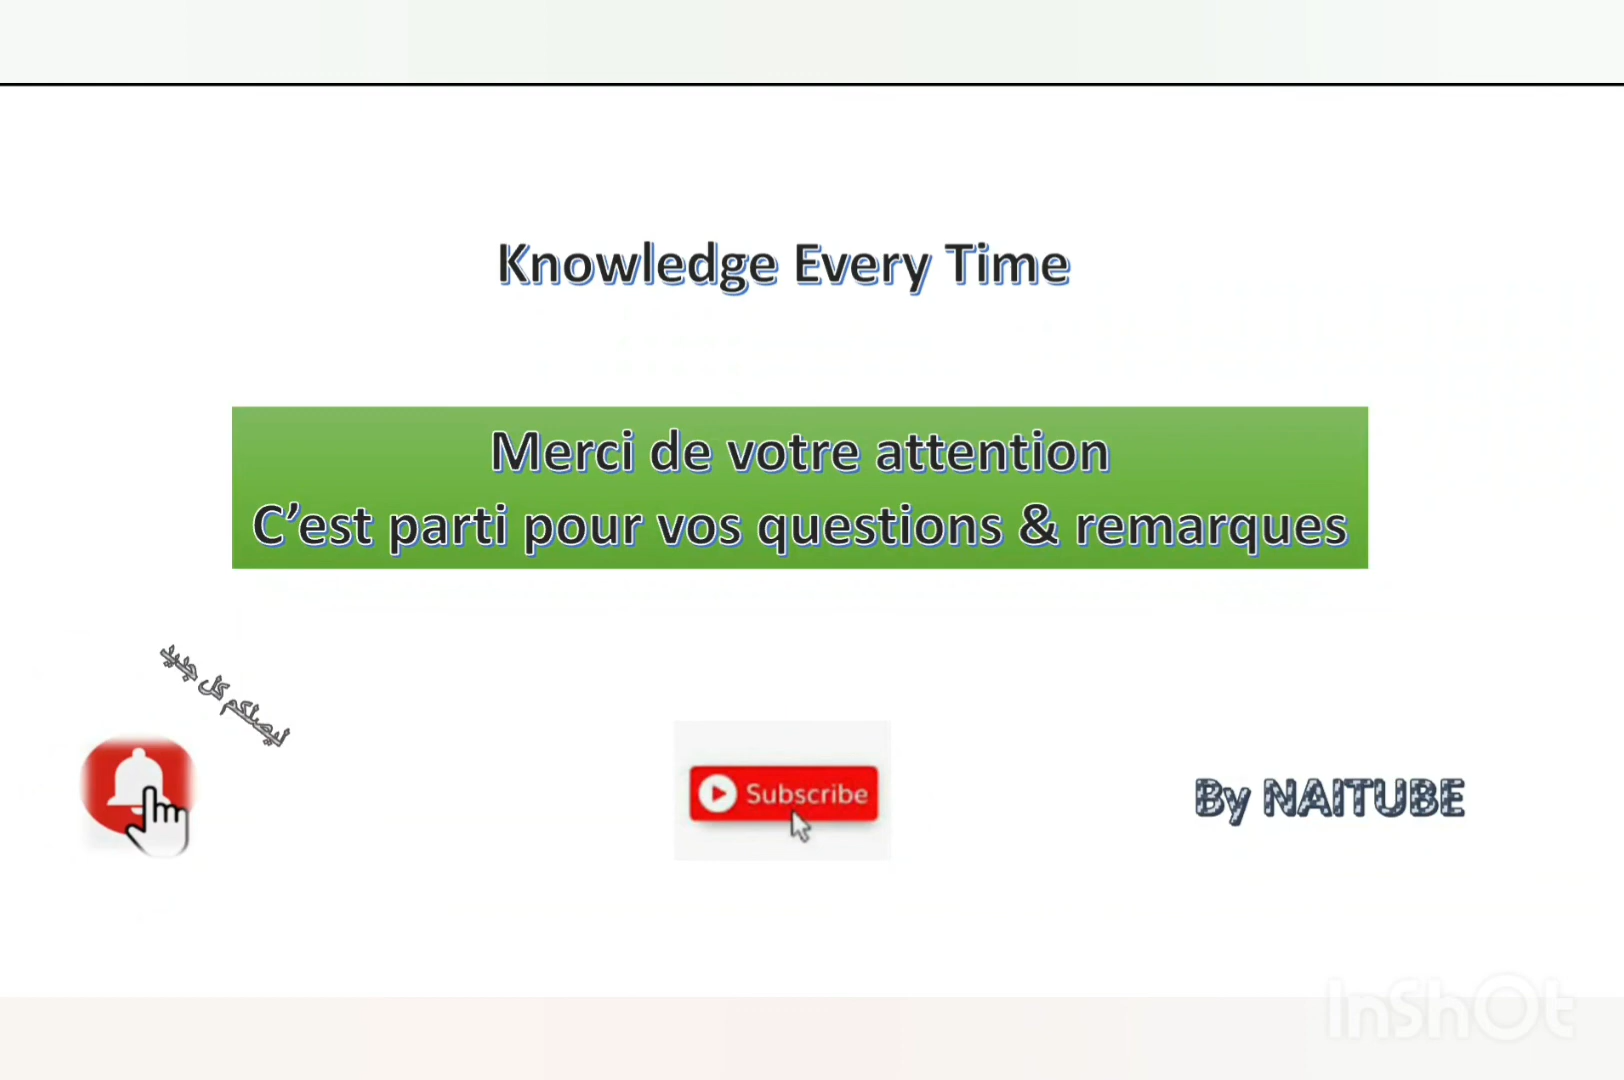 Knowledge Every Time
Merci de votre attention
C’est parti pour vos questions & remarques
ليصلكم كل جديد
Subscribe
By NAITUBE
InShOt